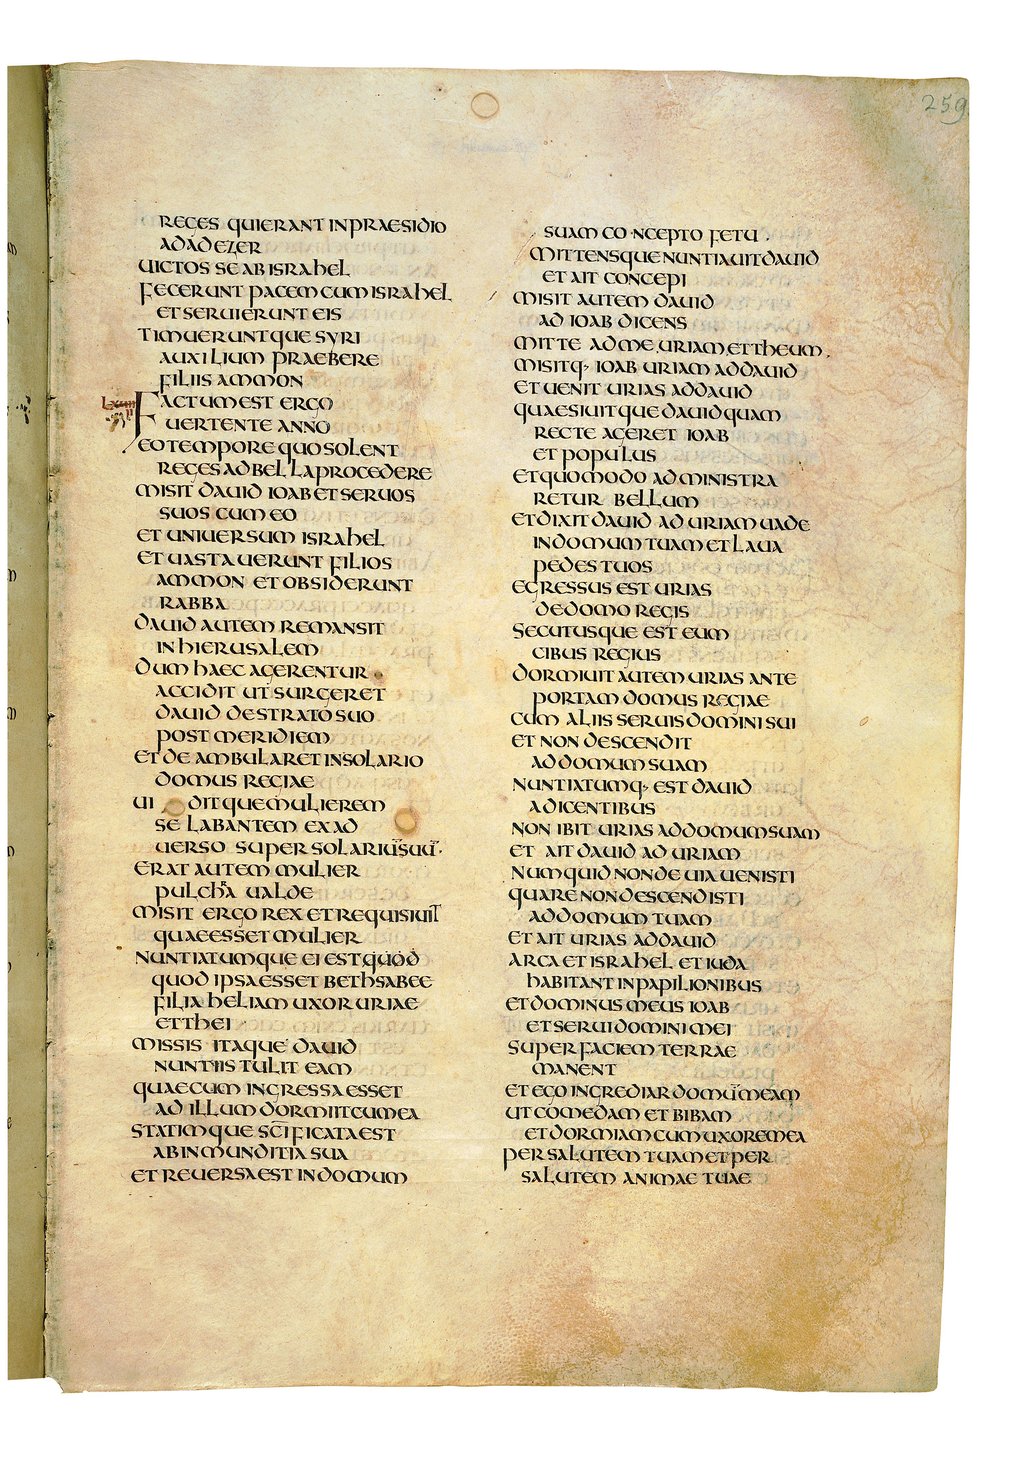 259
REGES QUI ERANT IN PRAESIDIO
ADADEZER
UICTOS SE AB ISRAHEL
FECERUNT PACEM CUM ISRAHEL
ET SERUIERUNT EIS
TIMUERUNTQUE SYRI
AUXILIUM PRAEBERE
FILIIS AMMON
FACTUM EST ERGO
UERTENTE ANNO
EO TEMPORE QUO SOLENT
REGES AD BELLA PROCEDERE
MISIT DAUID IOAB ET SERUOS
SUOS CUM EO
ET UNIUERSUM ISRAHEL
ET UASTAUERUNT FILIOS
AMMON ET OBSIDERUNT
RABBA
DAUID AUTEM REMANSIT
IN HIERUSALEM
DUM HAEC AGERENTUR
ACCIDIT UT SURGERET
DAUID DE STRATO SUO
POST MERIDIEM
ET DEAMBULARET IN SOLARIO
DOMUS REGIAE
UI DITQUE MULIEREM
SE LABANTEM EX AD
UERSO SUPER SOLARIŪ SUŪ·
ERAT AUTEM MULIER
PULCHRA UALDE
MISIT ERGO REX ET REQUISIUIT
QUAE ESSET MULIER
NUNTIATUMQUE EI EST QUOD
QUOD IPSA ESSET BETHSABEE
FILIA HELIAM UXOR URIAE
ETTHEI
MISSIS ITAQUE DAUID
NUNTIIS TULIT EAM
QUAE CUM INGRESSA ESSET
AD ILLUM DORMIIT CUM EA
STATIMQUE SC̄IFICATA EST
AB INMUNDITIA SUA
ET REUERSA EST IN DOMUM
SUAM CONCEPTO FETU ·
MITTENSQUE NUNTIAUIT DAUID
ET AIT CONCEPI
MISIT AUTEM DAUID
AD IOAB DICENS
MITTE AD ME URIAM ETTHEUM·
MISITQ· IOAB URIAM AD DAUID
ET UENIT URIAS AD DAUID
QUAESIUITQUE DAUID QUAM
RECTE AGERET IOAB
ET POPULUS
ET QUOMODO ADMINISTRA
RETUR BELLUM
ET DIXIT DAUID AD URIAM UADE
IN DOMUM TUAM ET LAUA
PEDES TUOS
EGRESSUS EST URIAS
DE DOMO REGIS
SECUTUSQUE EST EUM
CIBUS REGIUS
DORMIUIT AUTEM URIAS ANTE
PORTAM DOMUS REGIAE
CUM ALIIS SERUIS DOMINI SUI
ET NON DESCENDIT
AD DOMUM SUAM
NUNTIATUMQ· EST DAUID
A DICENTIBUS
NON IBIT URIAS AD DOMUM SUAM
ET AIT DAUID AD URIAM
NUMQUID NON DE UIA UENISTI
QUARE NON DESCENDISTI
AD DOMUM TUAM
ET AIT URIAS AD DAUID
ARCA ET ISRAHEL ET IUDA
HABITANT IN PAPILIONIBUS
ET DOMINUS MEUS IOAB
ET SERUI DOMINI MEI
SUPER FACIEM TERRAE
MANENT
ET EGO INGREDIAR DOMŪ MEAM
UT COMEDAM ET BIBAM
ET DORMIAM CUM UXORE MEA
PER SALUTEM TUAM ET PER
SALUTEM ANIMAE TUAE